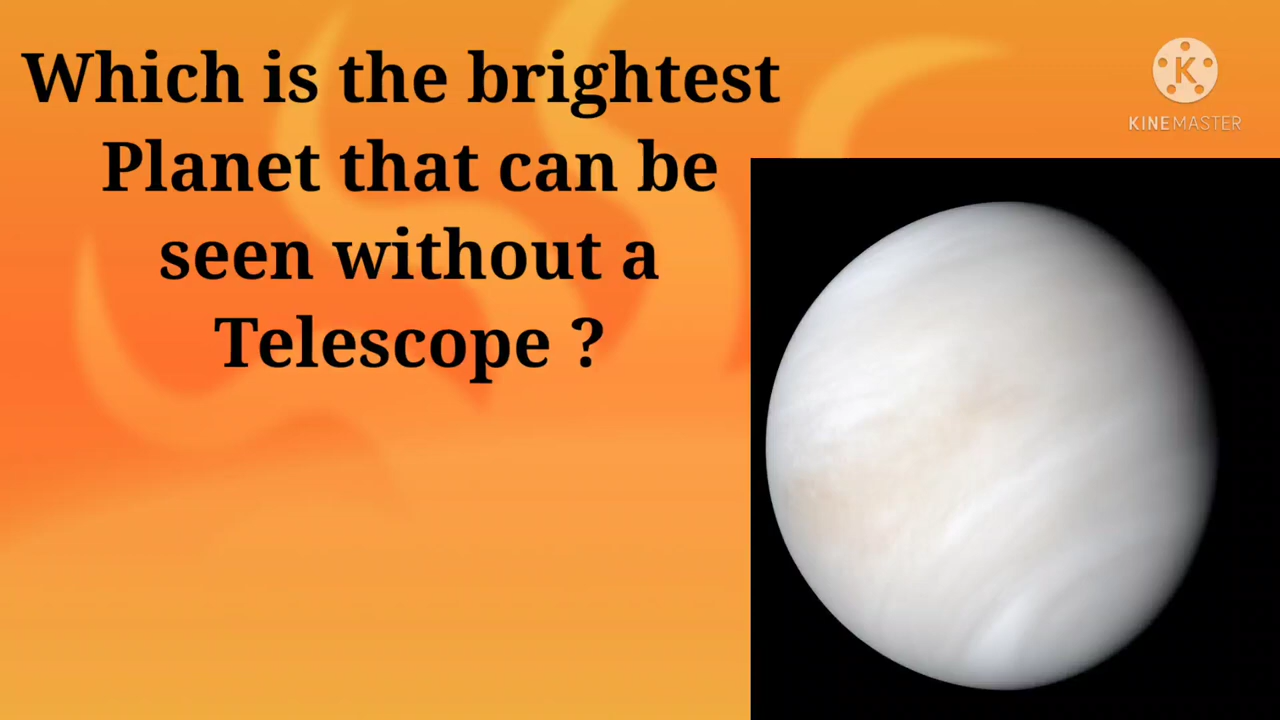 Which is the brightest
Planet that can be
seen without a
Telescope ?
K
KINEMASTER